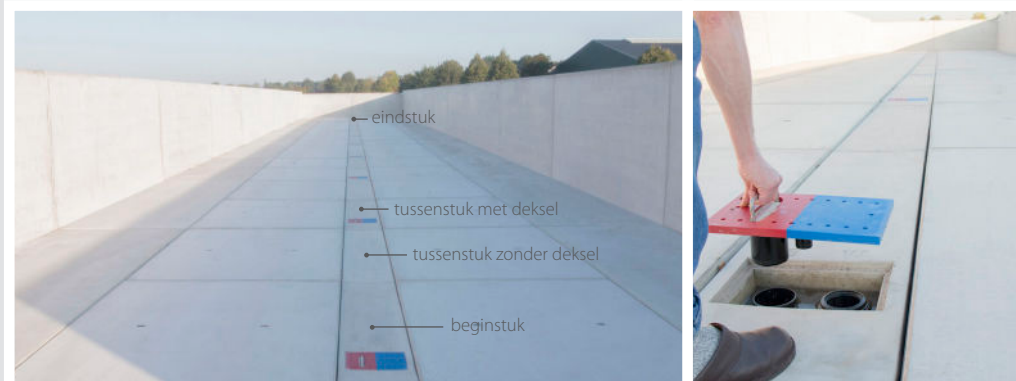 eindstuk
tussenstuk met deksel
tussenstuk zonder deksel
beginstuk